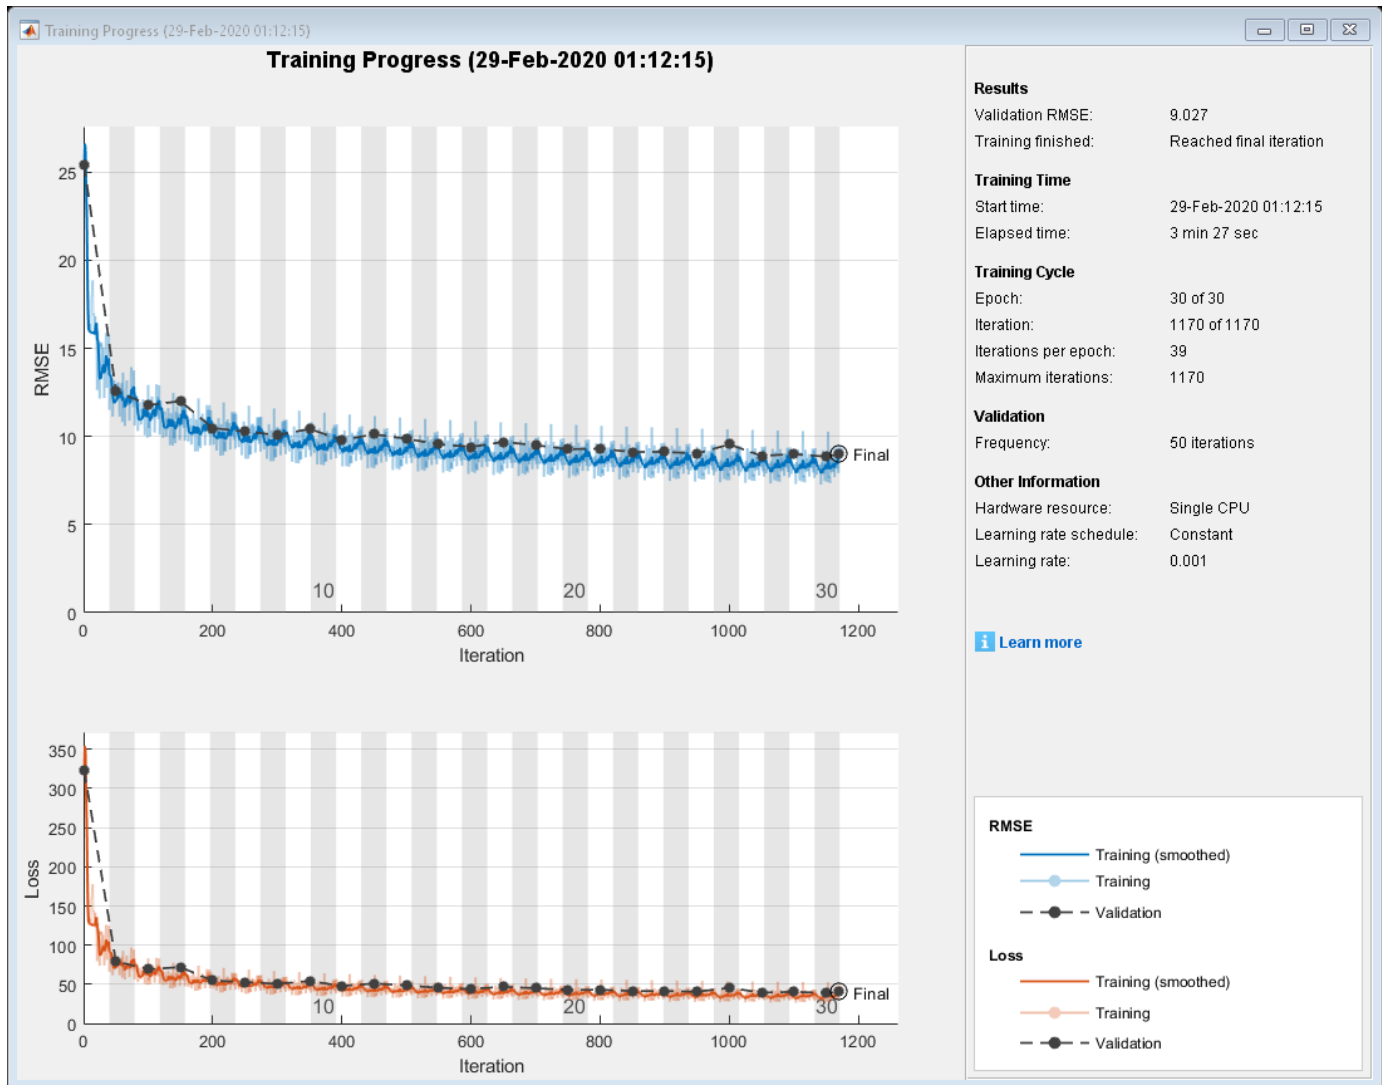 Training Progress (29-Feb-2020 01:12:15)
Training Progress (29-Feb-2020 01:12:15)
25
20
15
10
5
0
RMSE
10 20 30
Final
0 200 400 600 800 1000 1200
Iteration
350
300
250
200
150
100
50
0
Loss
10 20 30
Final
0 200 400 600 800 1000 1200
Iteration
Results
Validation RMSE: 9.027
Training finished: Reached final iteration
Training Time
Start time: 29-Feb-2020 01:12:15
Elapsed time: 3 min 27 sec
Training Cycle
Epoch: 30 of 30
Iteration: 1170 of 1170
Iterations per epoch: 39
Maximum iterations: 1170
Validation
Frequency: 50 iterations
Other Information
Hardware resource: Single CPU
Learning rate schedule: Constant
Learning rate: 0.001
i Learn more
RMSE
Training (smoothed)
Training
Validation
Loss
Training (smoothed)
Training
Validation